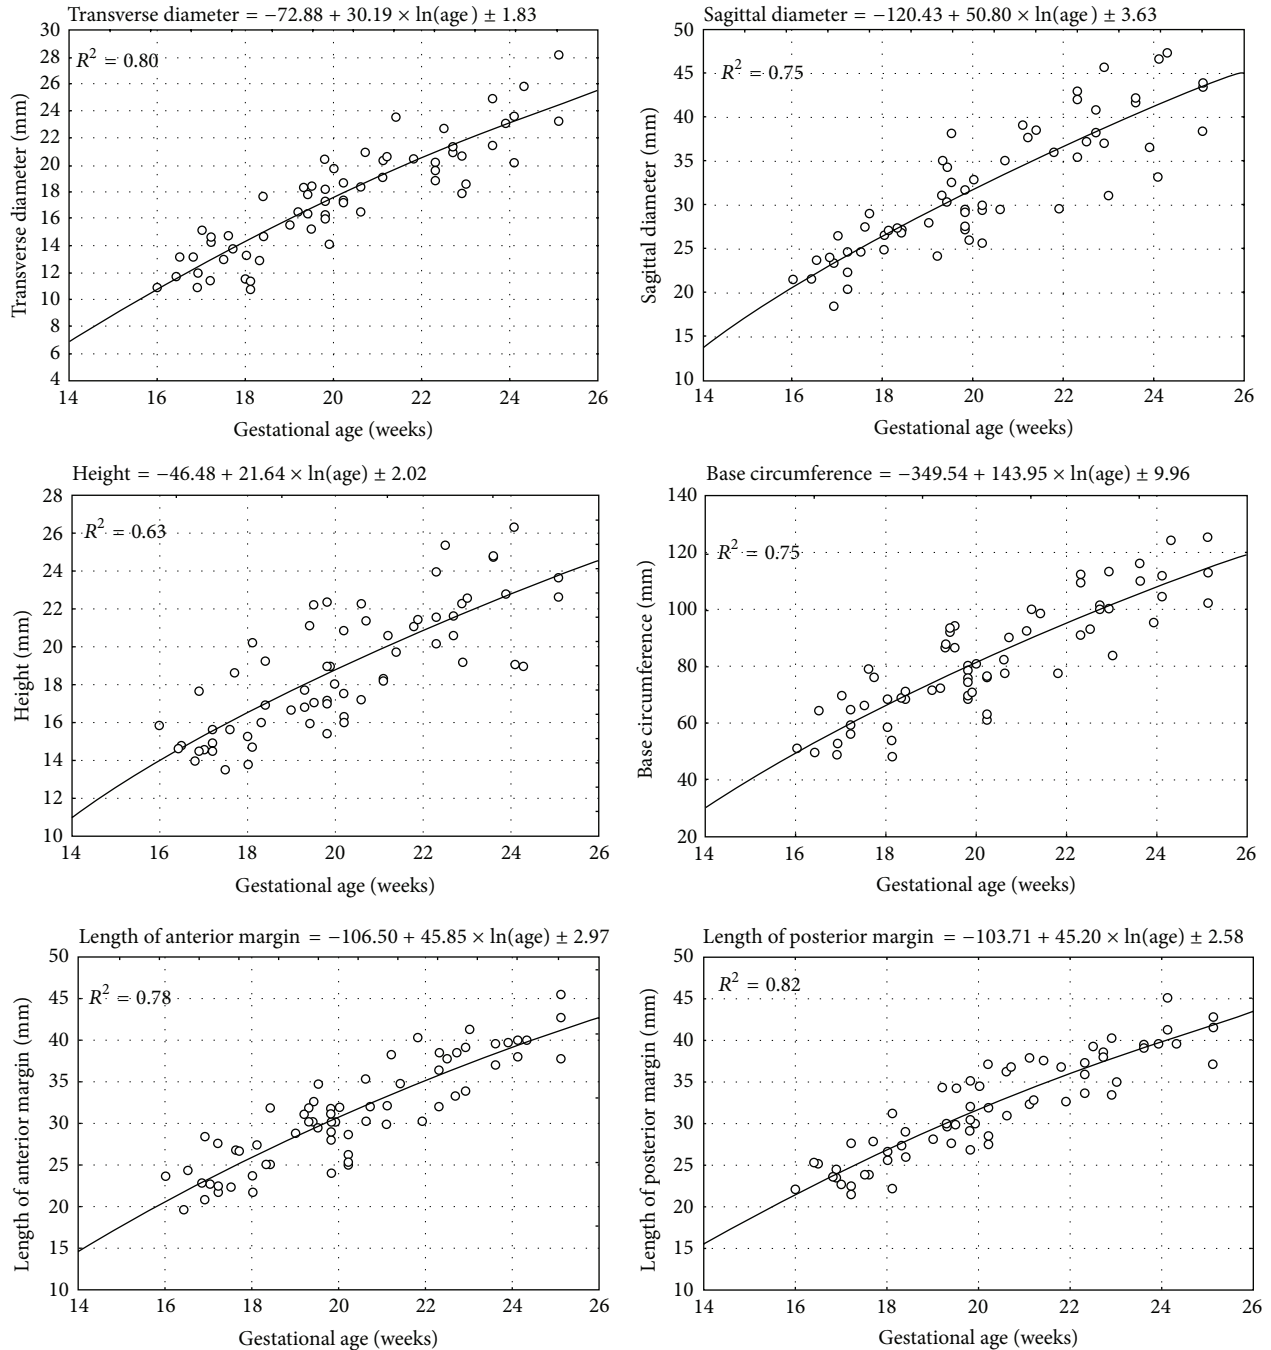 Transverse diameter = −72.88 + 30.19 × ln(age) ± 1.83
R² = 0.80
30
28
26
24
22
20
18
16
14
12
10
8
6
4
Transverse diameter (mm)
14 16 18 20 22 24 26
Gestational age (weeks)
Sagittal diameter = −120.43 + 50.80 × ln(age) ± 3.63
R² = 0.75
50
45
40
35
30
25
20
15
10
Sagittal diameter (mm)
14 16 18 20 22 24 26
Gestational age (weeks)
Height = −46.48 + 21.64 × ln(age) ± 2.02
R² = 0.63
28
26
24
22
20
18
16
14
12
10
Height (mm)
14 16 18 20 22 24 26
Gestational age (weeks)
Base circumference = −349.54 + 143.95 × ln(age) ± 9.96
R² = 0.75
140
120
100
80
60
40
20
Base circumference (mm)
14 16 18 20 22 24 26
Gestational age (weeks)
Length of anterior margin = −106.50 + 45.85 × ln(age) ± 2.97
R² = 0.78
50
45
40
35
30
25
20
15
10
Length of anterior margin (mm)
14 16 18 20 22 24 26
Gestational age (weeks)
Length of posterior margin = −103.71 + 45.20 × ln(age) ± 2.58
R² = 0.82
50
45
40
35
30
25
20
15
10
Length of posterior margin (mm)
14 16 18 20 22 24 26
Gestational age (weeks)